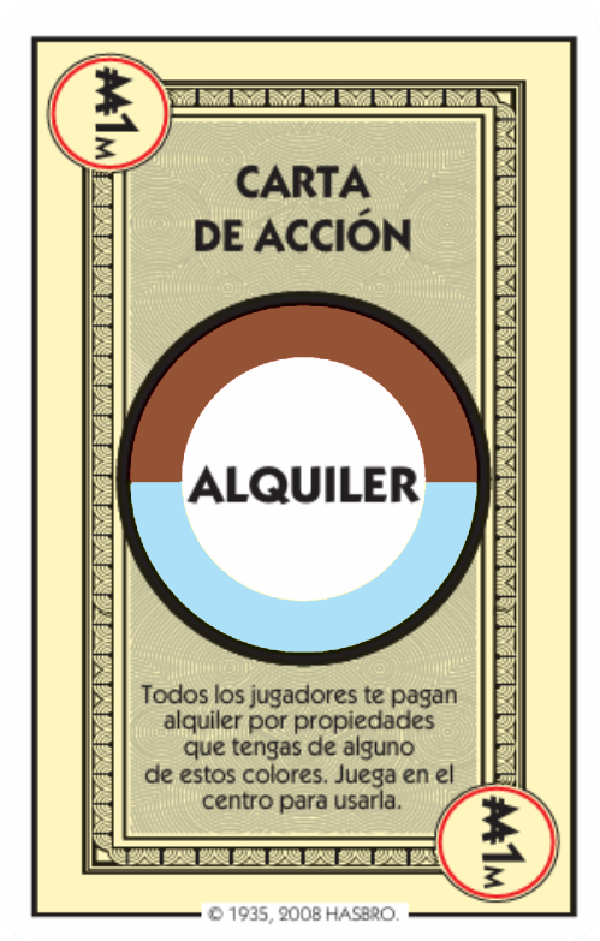 ₩1M
CARTA
DE ACCIÓN
ALQUILER
Todos los jugadores te pagan
alquiler por propiedades
que tengas de alguno
de estos colores. Juega en el
centro para usarla.
₩1M
© 1935, 2008 HASBRO.